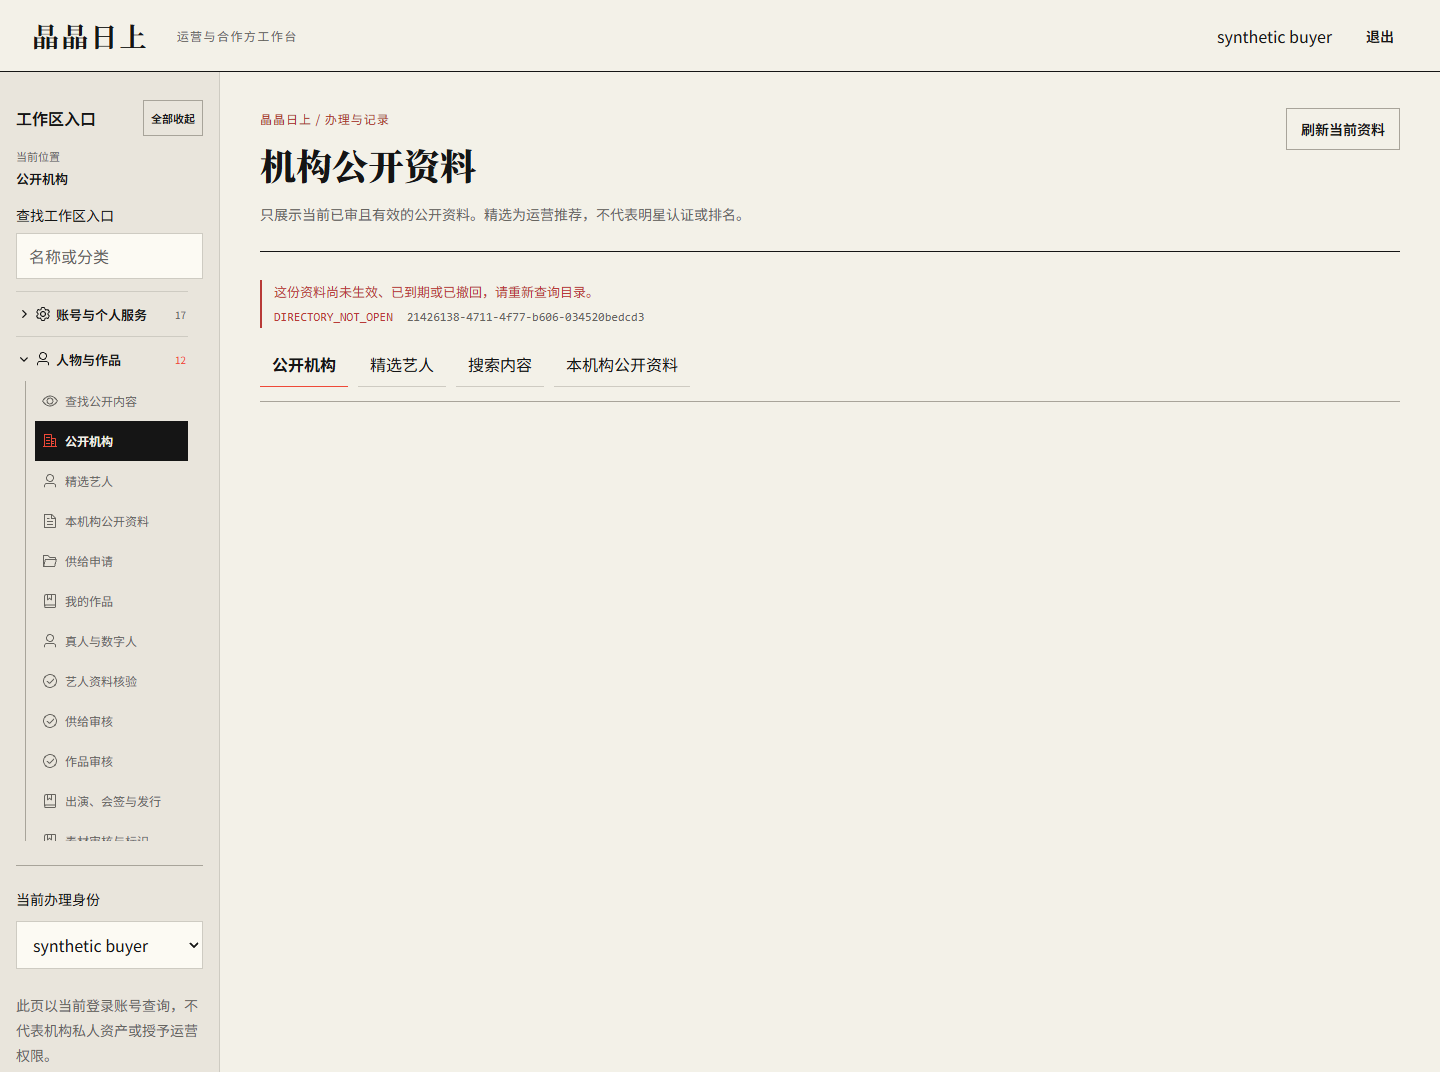 晶晶日上
运营与合作方工作台
synthetic buyer
退出
工作区入口
全部收起
当前位置
公开机构
查找工作区入口
名称或分类
账号与个人服务 17
人物与作品 12
查找公开内容
公开机构
精选艺人
本机构公开资料
供给申请
我的作品
真人与数字人
艺人资料核验
供给审核
作品审核
出演、会签与发行
素材审核与标识
当前办理身份
synthetic buyer
此页以当前登录账号查询，不
代表机构私人资产或授予运营
权限。
晶晶日上 / 办理与记录
机构公开资料
只展示当前已审且有效的公开资料。精选为运营推荐，不代表明星认证或排名。
刷新当前资料
这份资料尚未生效、已到期或已撤回，请重新查询目录。
DIRECTORY_NOT_OPEN 21426138-4711-4f77-b606-034520bedcd3
公开机构 精选艺人 搜索内容 本机构公开资料